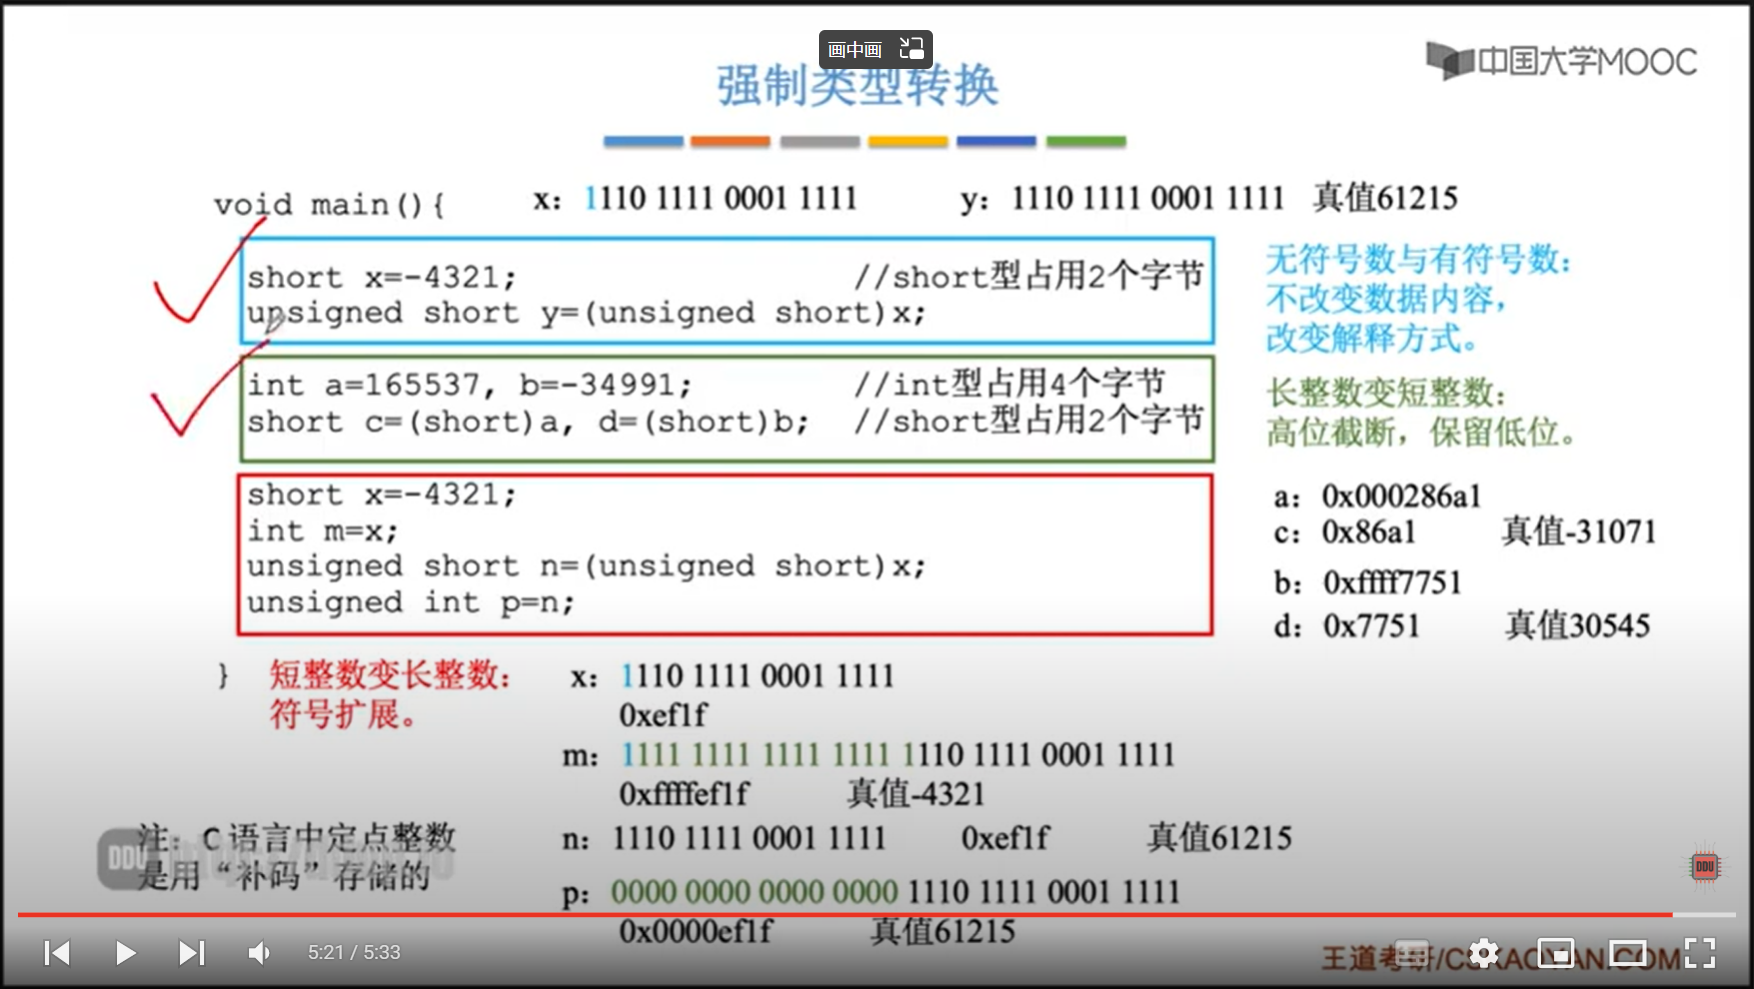 画中画
中国大学MOOC
强制类型转换
void main(){
x：1110 1111 0001 1111
y：1110 1111 0001 1111 真值61215
short x=-4321; //short型占用2个字节
unsigned short y=(unsigned short)x;
无符号数与有符号数：
不改变数据内容，
改变解释方式。
int a=165537, b=-34991; //int型占用4个字节
short c=(short)a, d=(short)b; //short型占用2个字节
长整数变短整数：
高位截断，保留低位。
short x=-4321;
int m=x;
unsigned short n=(unsigned short)x;
unsigned int p=n;
a：0x000286a1
c：0x86a1 真值-31071
b：0xffff7751
d：0x7751 真值30545
}
短整数变长整数：
符号扩展。
x：1110 1111 0001 1111
0xef1f
m：1111 1111 1111 1111 1110 1111 0001 1111
0xffffef1f 真值-4321
注：C语言中定点整数
是用“补码”存储的
n：1110 1111 0001 1111 0xef1f 真值61215
p：0000 0000 0000 0000 1110 1111 0001 1111
0x0000ef1f 真值61215
DDU
DDU
5:21 / 5:33
王道考研/CSKAOYAN.COM